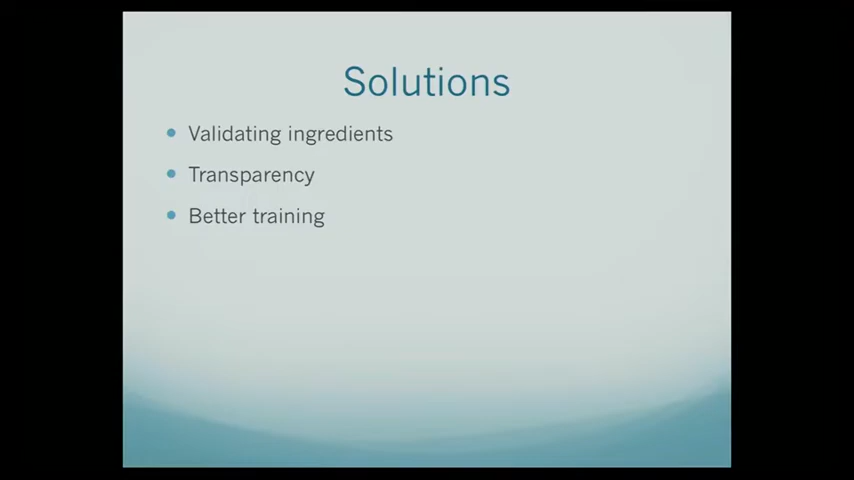 Solutions
Validating ingredients
Transparency
Better training